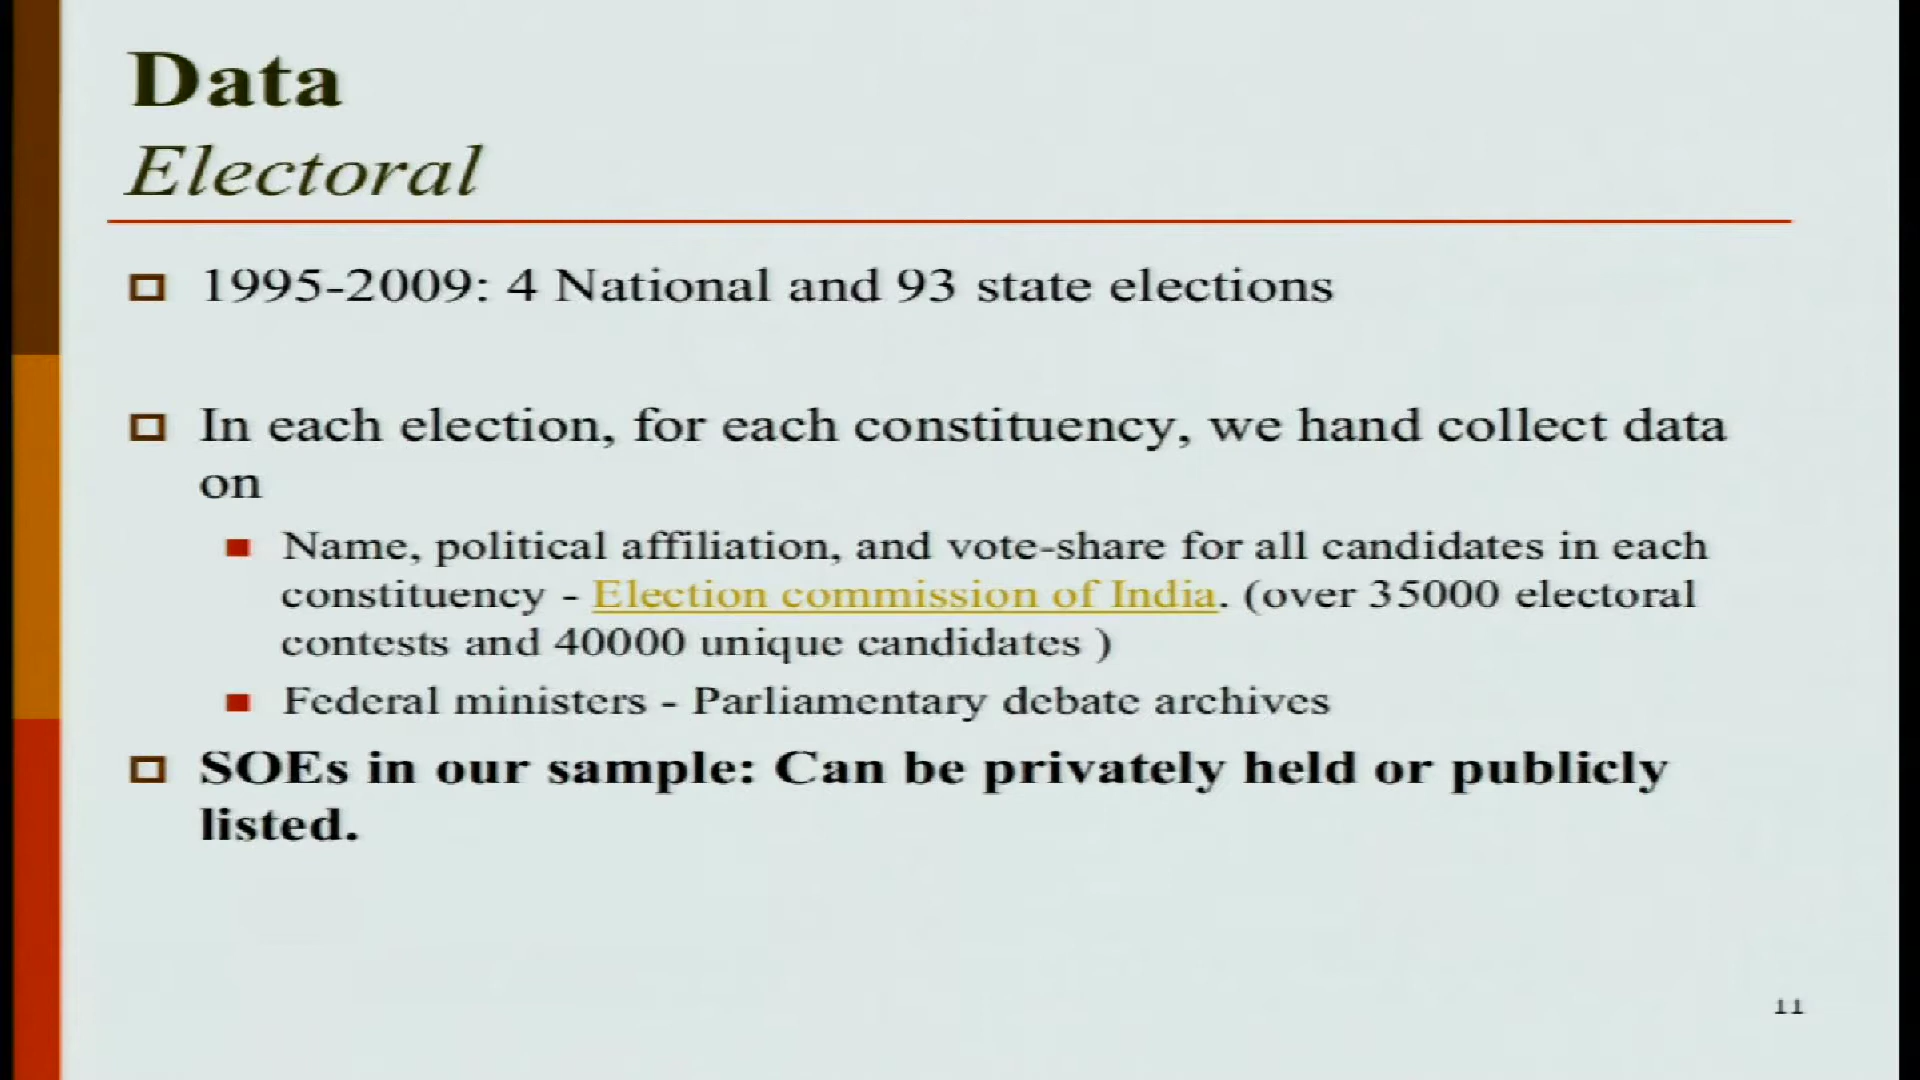 Data
Electoral
1995-2009: 4 National and 93 state elections
In each election, for each constituency, we hand collect data
on
Name, political affiliation, and vote-share for all candidates in each
constituency - Election commission of India. (over 35000 electoral
contests and 40000 unique candidates )
Federal ministers - Parliamentary debate archives
SOEs in our sample: Can be privately held or publicly
listed.
11